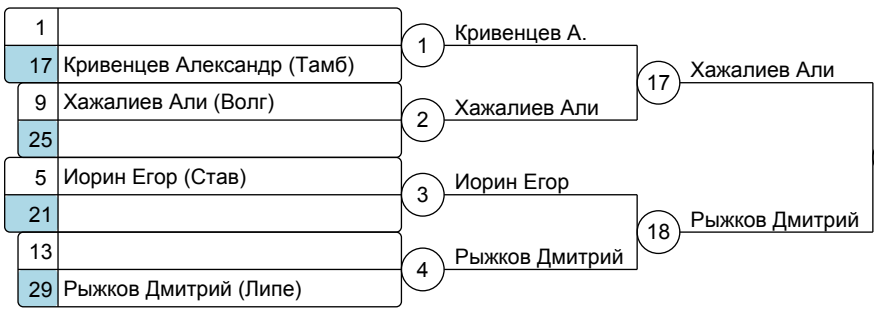 1
17 Кривенцев Александр (Тамб)
9 Хажалиев Али (Волг)
25
5 Иорин Егор (Став)
21
13
29 Рыжков Дмитрий (Липе)
1 Кривенцев А.
2 Хажалиев Али
3 Иорин Егор
4 Рыжков Дмитрий
17 Хажалиев Али
18 Рыжков Дмитрий